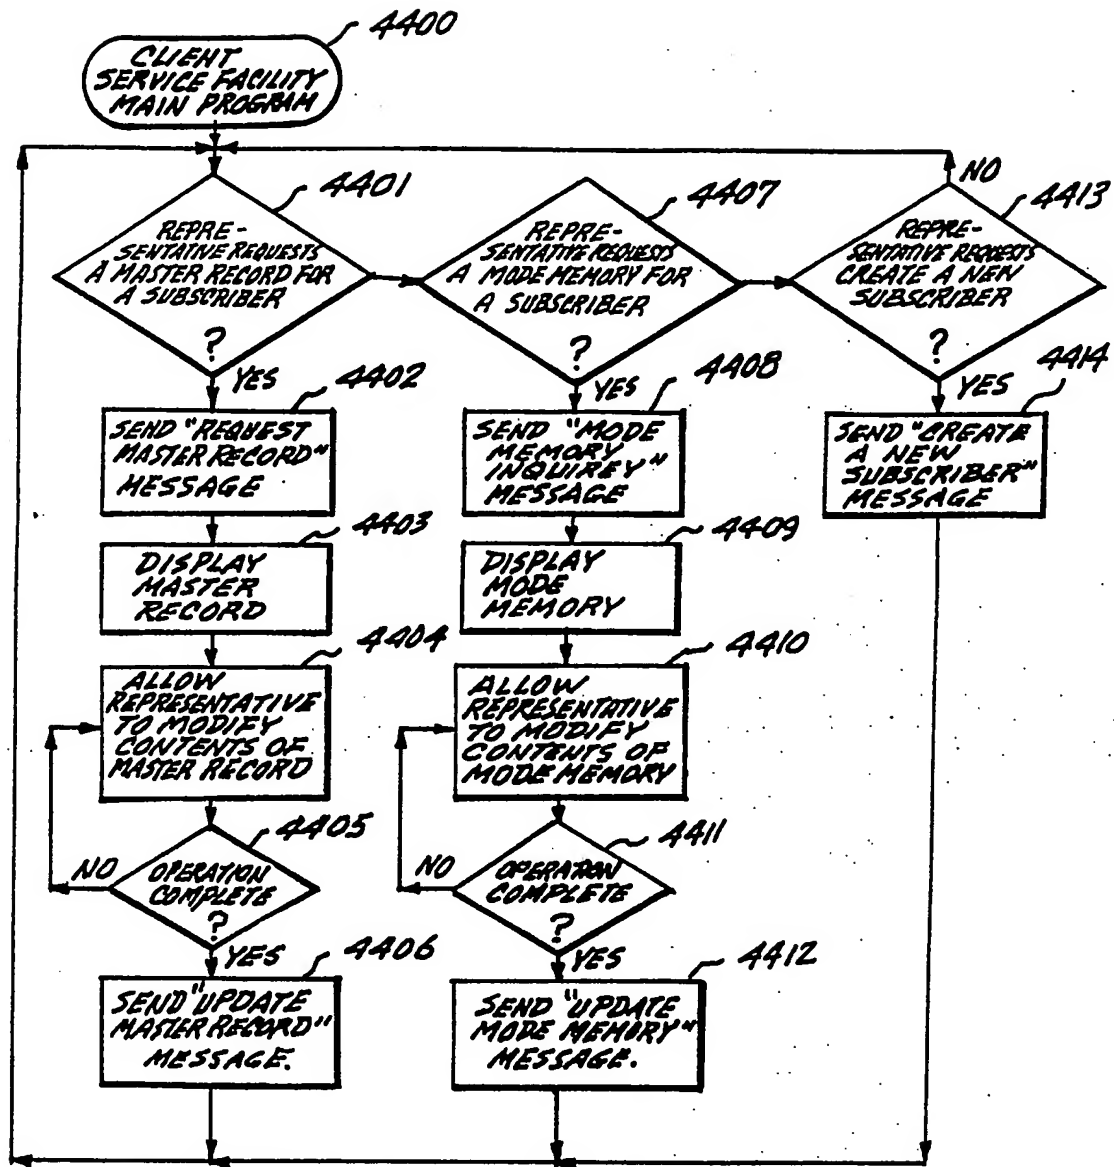 4400
CLIENT
SERVICE FACILITY
MAIN PROGRAM
4401
REPRE-
SENTATIVE REQUESTS
A MASTER RECORD FOR
A SUBSCRIBER
?
YES
4402
SEND "REQUEST
MASTER RECORD"
MESSAGE
4403
DISPLAY
MASTER
RECORD
4404
ALLOW
REPRESENTATIVE
TO MODIFY
CONTENTS OF
MASTER RECORD
4405
NO
OPERATION
COMPLETE
?
YES
4406
SEND "UPDATE
MASTER RECORD"
MESSAGE.
4407
REPRE-
SENTATIVE REQUESTS
A MODE MEMORY FOR
A SUBSCRIBER
?
YES
4408
SEND "MODE
MEMORY
INQUIREY"
MESSAGE
4409
DISPLAY
MODE
MEMORY
4410
ALLOW
REPRESENTATIVE
TO MODIFY
CONTENTS OF
MODE MEMORY
4411
NO
OPERATION
COMPLETE
?
YES
4412
SEND "UPDATE
MODE MEMORY"
MESSAGE.
NO
4413
REPRE-
SENTATIVE REQUESTS
CREATE A NEW
SUBSCRIBER
?
YES
4414
SEND "CREATE
A NEW
SUBSCRIBER"
MESSAGE